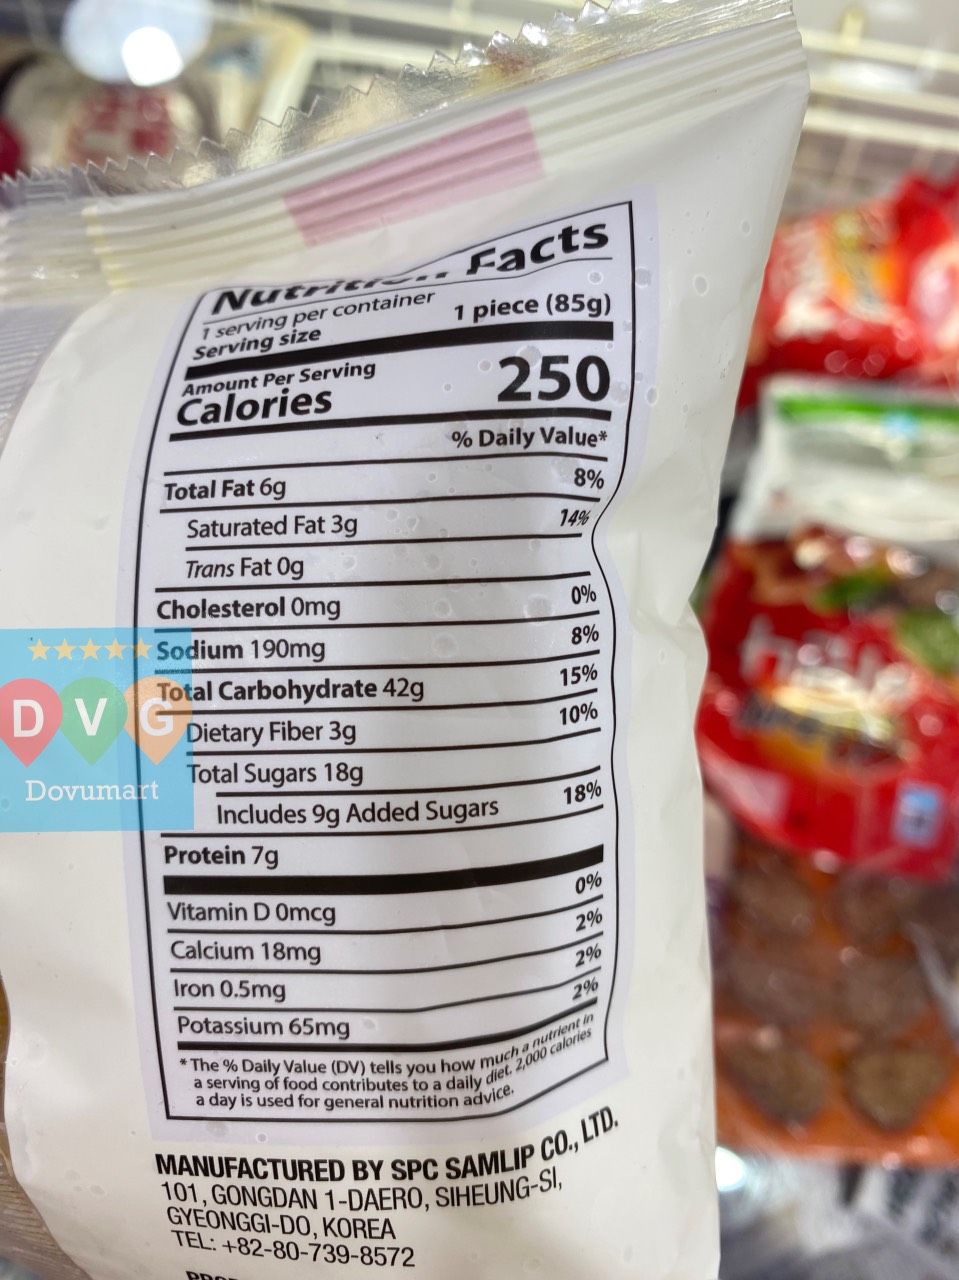 Nutrition Facts
1 serving per container
Serving size 1 piece (85g)
Amount Per Serving
Calories 250
% Daily Value*
Total Fat 6g 8%
Saturated Fat 3g 14%
Trans Fat 0g
Cholesterol 0mg 0%
Sodium 190mg 8%
Total Carbohydrate 42g 15%
Dietary Fiber 3g 10%
Total Sugars 18g
Includes 9g Added Sugars 18%
Protein 7g
Vitamin D 0mcg 0%
Calcium 18mg 2%
Iron 0.5mg 2%
Potassium 65mg 2%
* The % Daily Value (DV) tells you how much a nutrient in
a serving of food contributes to a daily diet. 2,000 calories
a day is used for general nutrition advice.
MANUFACTURED BY SPC SAMLIP CO., LTD.
101, GONGDAN 1-DAERO, SIHEUNG-SI,
GYEONGGI-DO, KOREA
TEL: +82-80-739-8572
DVG
Dovumart